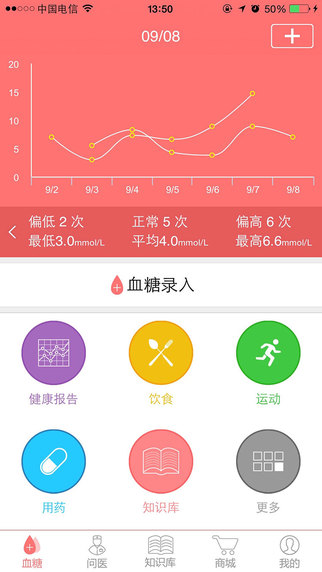 中国电信 13:50 50%
09/08
20
15
10
5
0
9/2 9/3 9/4 9/5 9/6 9/7 9/8
偏低 2 次 正常 5 次 偏高 6 次
最低3.0mmol/L 平均4.0mmol/L 最高6.6mmol/L
血糖录入
健康报告 饮食 运动
用药 知识库 更多
血糖 问医 知识库 商城 我的